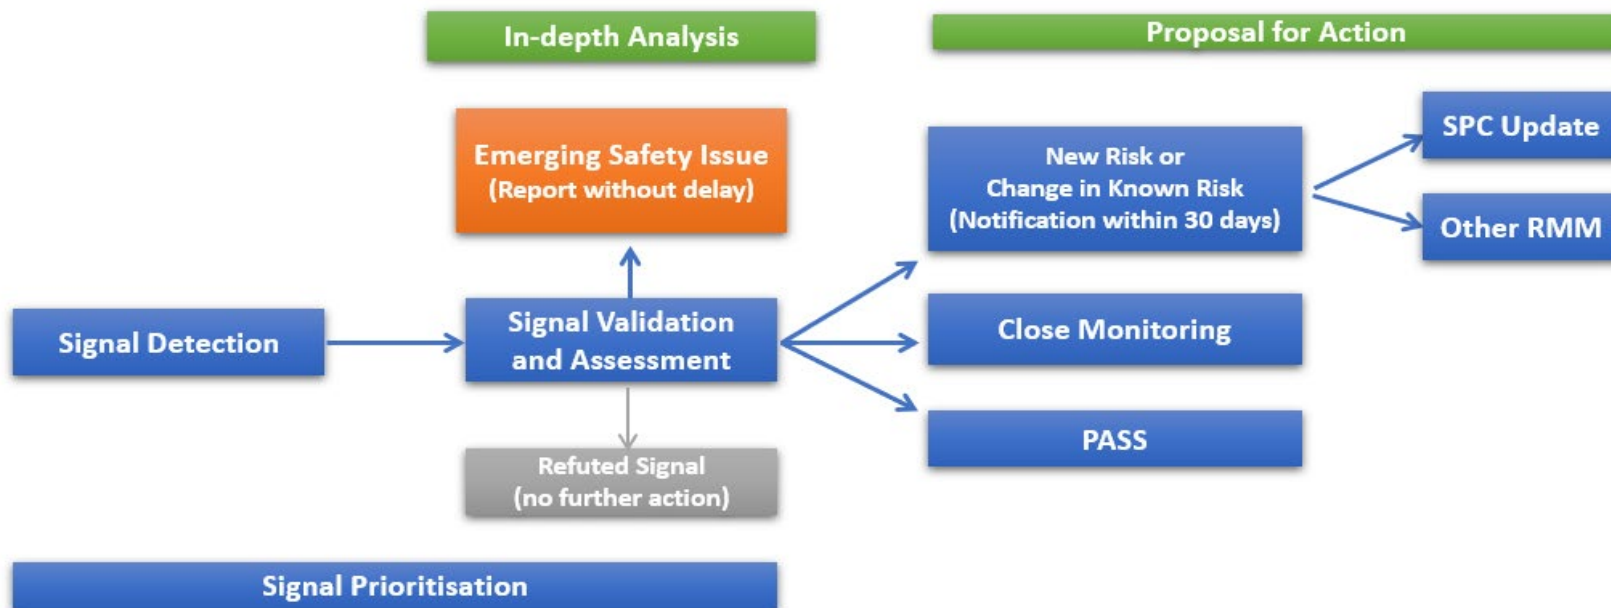 In-depth Analysis
Proposal for Action
Emerging Safety Issue
(Report without delay)
New Risk or
Change in Known Risk
(Notification within 30 days)
SPC Update
Other RMM
Signal Detection
Signal Validation
and Assessment
Close Monitoring
PASS
Refuted Signal
(no further action)
Signal Prioritisation